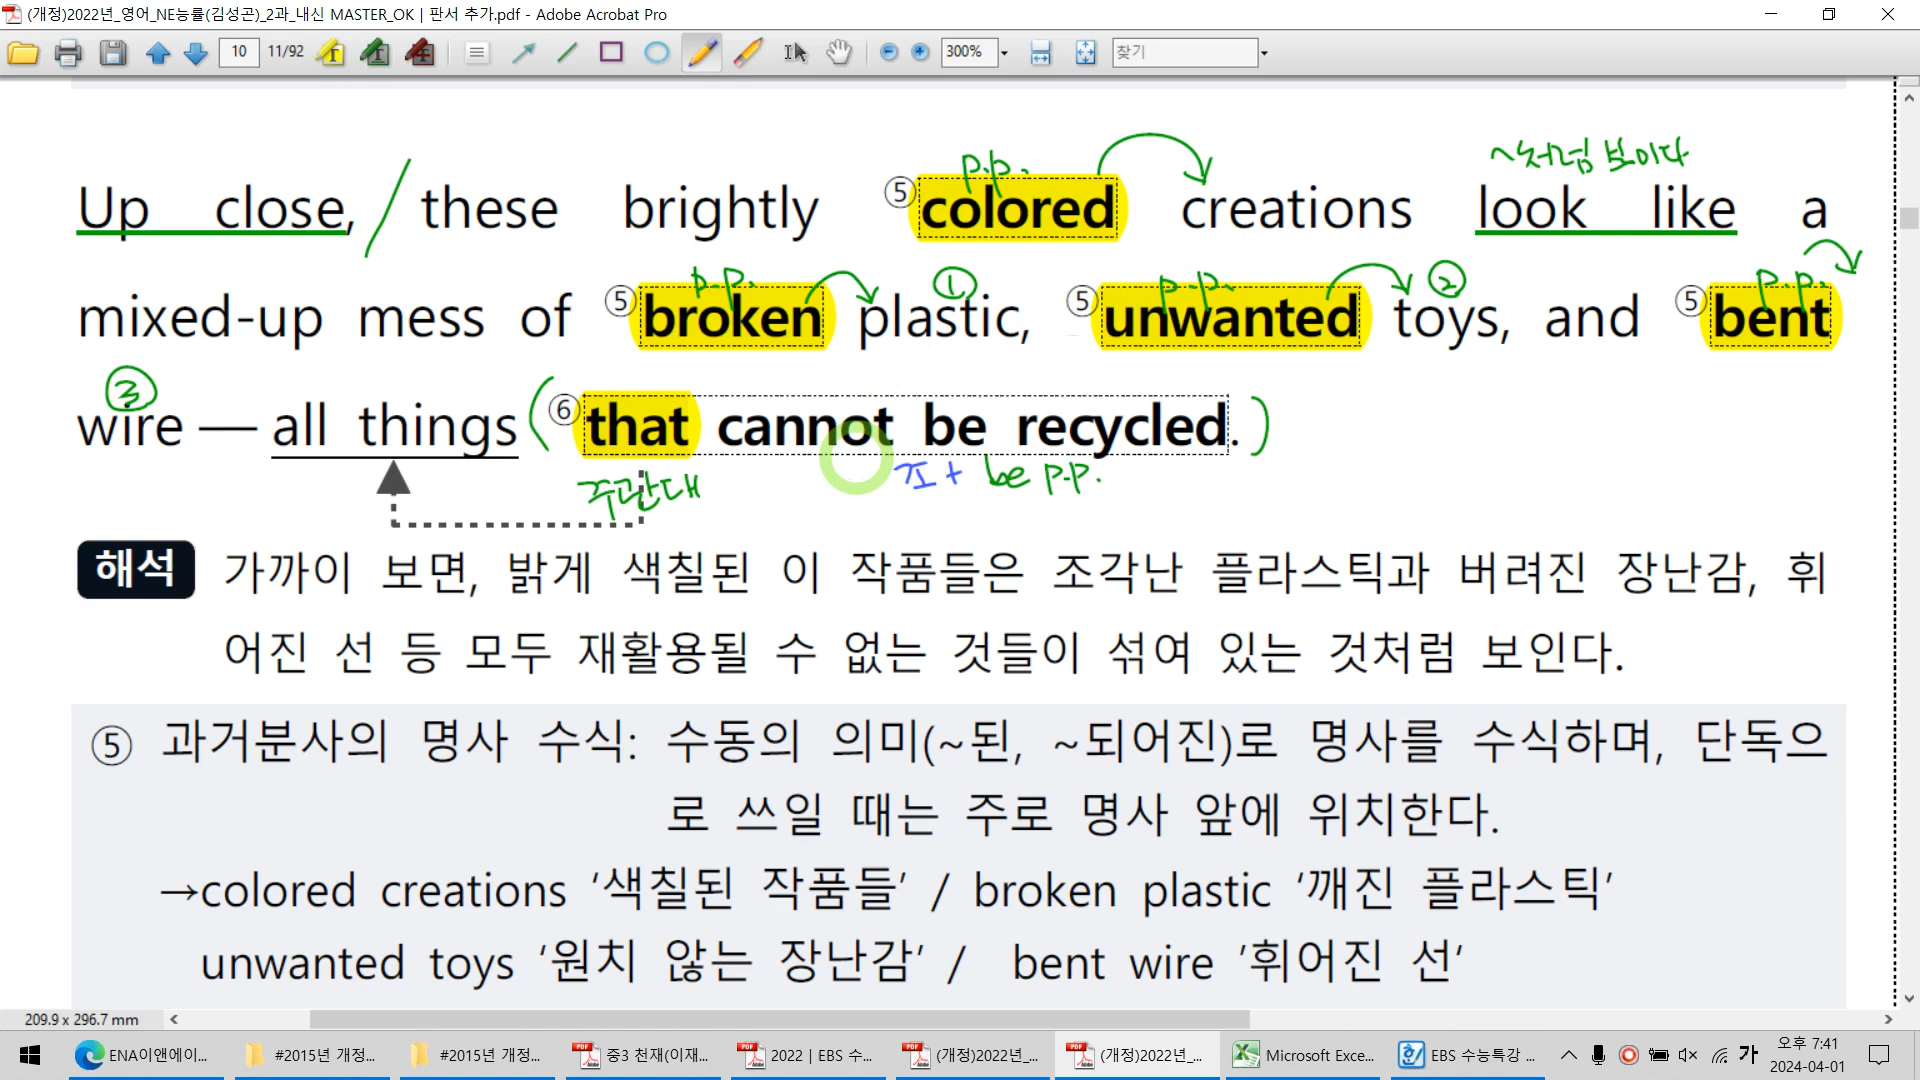 (개정)2022년_영어_NE능률(김성곤)_2과_내신 MASTER_OK | 판서 추가.pdf - Adobe Acrobat Pro
10 11/92 300% 찾기
~처럼 보이다
p.p.
Up close, these brightly ⑤colored creations look like a
p.p. ① p.p. ② p.p.
mixed-up mess of ⑤broken plastic, ⑤unwanted toys, and ⑤bent
③
wire — all things (⑥that cannot be recycled.)
주관대 조+ be p.p.
해석 가까이 보면, 밝게 색칠된 이 작품들은 조각난 플라스틱과 버려진 장난감, 휘
어진 선 등 모두 재활용될 수 없는 것들이 섞여 있는 것처럼 보인다.
⑤ 과거분사의 명사 수식: 수동의 의미(~된, ~되어진)로 명사를 수식하며, 단독으
로 쓰일 때는 주로 명사 앞에 위치한다.
→colored creations ‘색칠된 작품들’ / broken plastic ‘깨진 플라스틱’
unwanted toys ‘원치 않는 장난감’ / bent wire ’휘어진 선‘
209.9 x 296.7 mm
ENA이앤에이... #2015년 개정... #2015년 개정... 중3 천재(이재... 2022 | EBS 수... (개정)2022년_... (개정)2022년_... Microsoft Exce... EBS 수능특강 ... 가 오후 7:41
2024-04-01